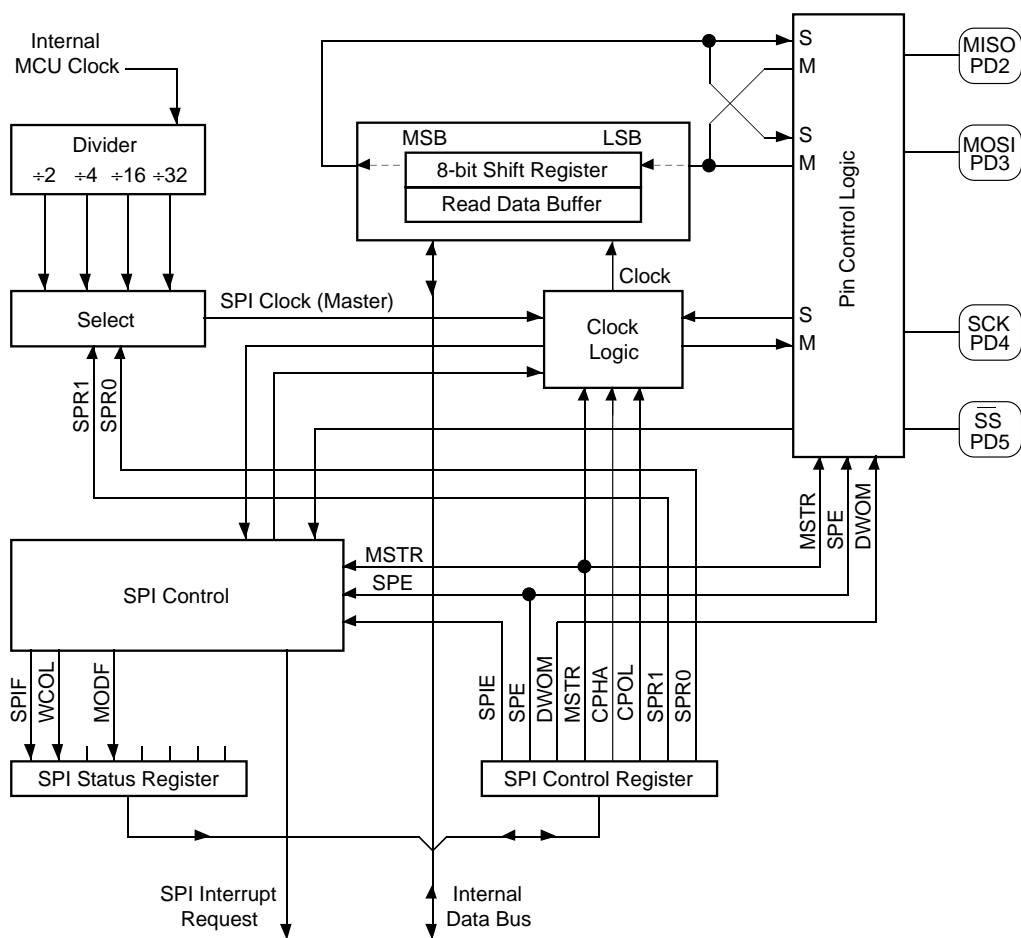 Internal
MCU Clock
Divider
÷2 ÷4 ÷16 ÷32
Select
SPI Clock (Master)
SPR1
SPR0
MSB
LSB
8-bit Shift Register
Read Data Buffer
Clock
Clock
Logic
S
M
S
M
S
M
Pin Control Logic
MISO
PD2
MOSI
PD3
SCK
PD4
SS
PD5
MSTR
SPE
DWOM
SPI Control
MSTR
SPE
SPIF
WCOL
MODF
SPIE
SPE
DWOM
MSTR
CPHA
CPOL
SPR1
SPR0
SPI Status Register
SPI Control Register
SPI Interrupt
Request
Internal
Data Bus